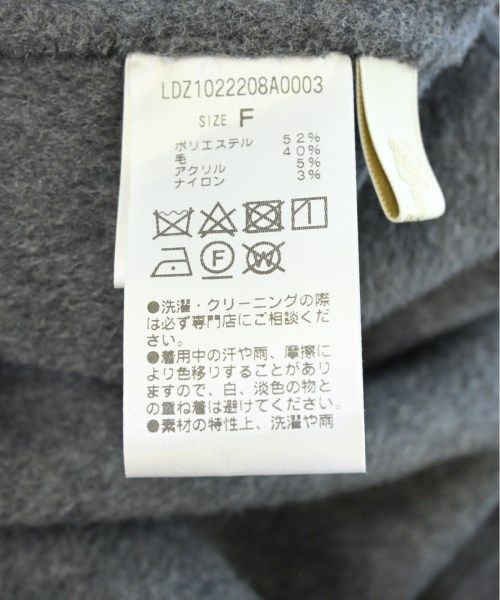 LDZ1022208A0003
SIZE F
ポリエステル 52%
毛 40%
アクリル 5%
ナイロン 3%
F W
●洗濯・クリーニングの際
は必ず専門店にご相談くだ
さい。
●着用中の汗や雨、摩擦に
より色移りすることがあり
ますので、白、淡色の物と
の重ね着は避けてください。
●素材の特性上、洗濯や雨